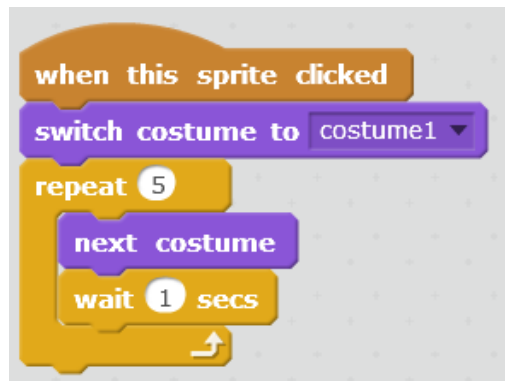 when this sprite clicked
switch costume to costume1
repeat 5
next costume
wait 1 secs